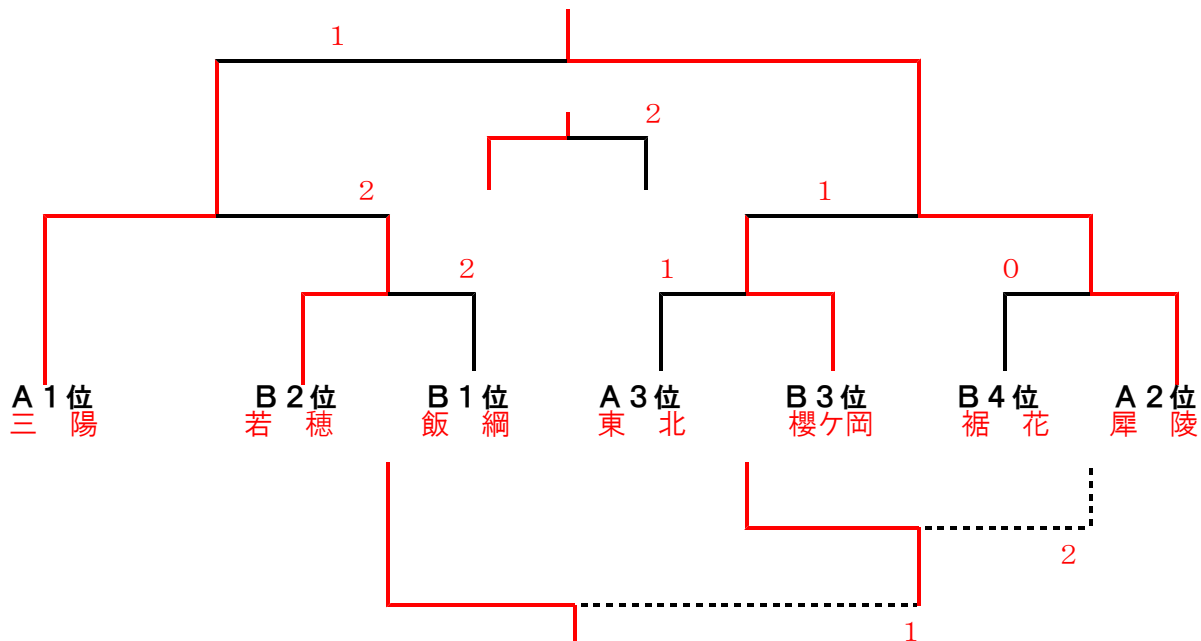 １
２
２
１
２
１
０
Ａ１位
Ｂ２位
Ｂ１位
Ａ３位
Ｂ３位
Ｂ４位
Ａ２位
三　陽
若　穂
飯　綱
東　北
櫻ケ岡
裾　花
犀　陵
２
１